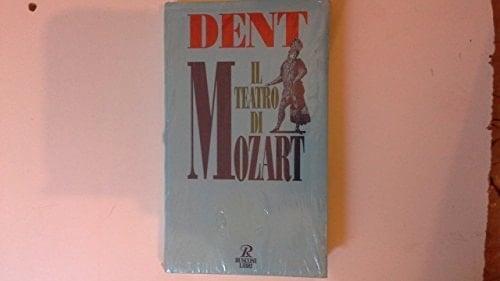 DENT
IL
TEATRO
DI
MOZART
RUSCONI
LIBRI